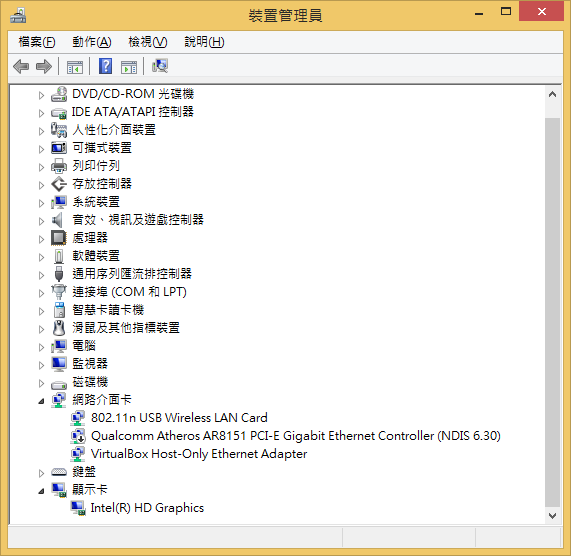 裝置管理員
檔案(F) 動作(A) 檢視(V) 說明(H)
DVD/CD-ROM 光碟機
IDE ATA/ATAPI 控制器
人性化介面裝置
可攜式裝置
列印佇列
存放控制器
系統裝置
音效、視訊及遊戲控制器
處理器
軟體裝置
通用序列匯流排控制器
連接埠 (COM 和 LPT)
智慧卡讀卡機
滑鼠及其他指標裝置
電腦
監視器
磁碟機
網路介面卡
802.11n USB Wireless LAN Card
Qualcomm Atheros AR8151 PCI-E Gigabit Ethernet Controller (NDIS 6.30)
VirtualBox Host-Only Ethernet Adapter
鍵盤
顯示卡
Intel(R) HD Graphics